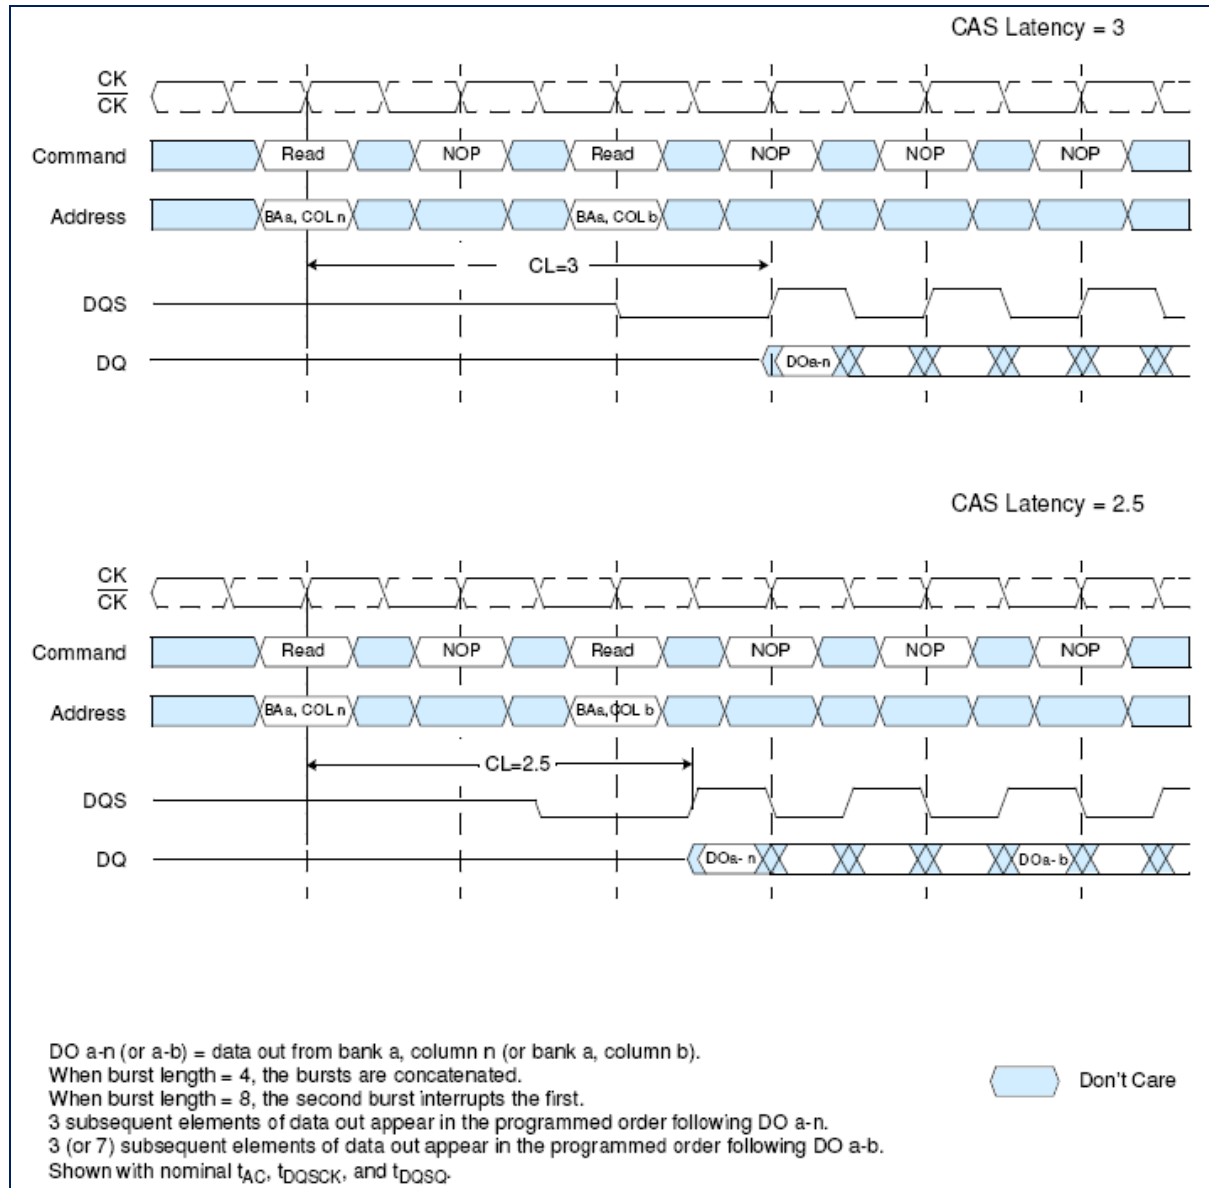 CAS Latency = 3
CK
CK
Command Read NOP Read NOP NOP NOP
Address BAa, COL n BAa, COL b
CL=3
DQS
DQ DOa-n
CAS Latency = 2.5
CK
CK
Command Read NOP Read NOP NOP NOP
Address BAa, COL n BAa, COL b
CL=2.5
DQS
DQ DOa- n DOa- b
DO a-n (or a-b) = data out from bank a, column n (or bank a, column b).
When burst length = 4, the bursts are concatenated.
When burst length = 8, the second burst interrupts the first.
3 subsequent elements of data out appear in the programmed order following DO a-n.
3 (or 7) subsequent elements of data out appear in the programmed order following DO a-b.
Shown with nominal tAC, tDQSCK, and tDQSQ.
Don't Care